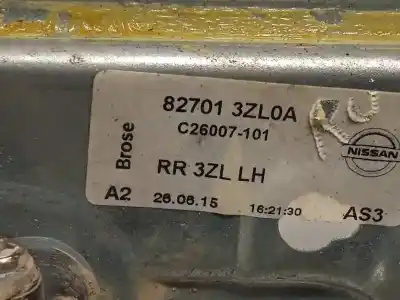 82701 3ZL0A
C26007-101
Brose
NISSAN
RR 3ZL LH
A2 26.06.15 16:21:30 AS3